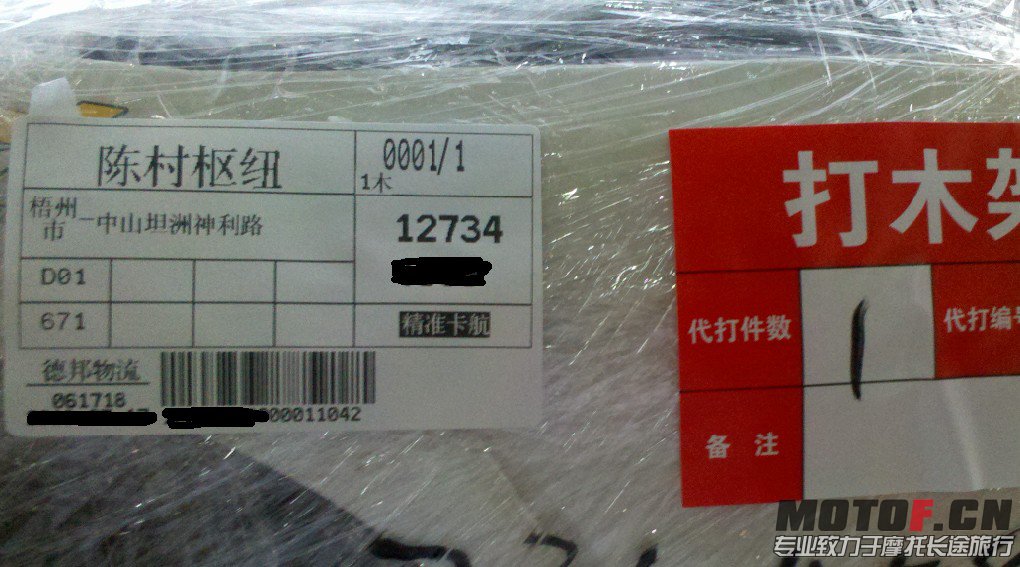 陈村枢纽
0001/1
1木
梧州市-中山坦洲神利路
12734
D01
671
精准卡航
德邦物流
061718
00011042
打木架
代打件数
1
代打编号
备注
MOTOF.CN
专业致力于摩托长途旅行